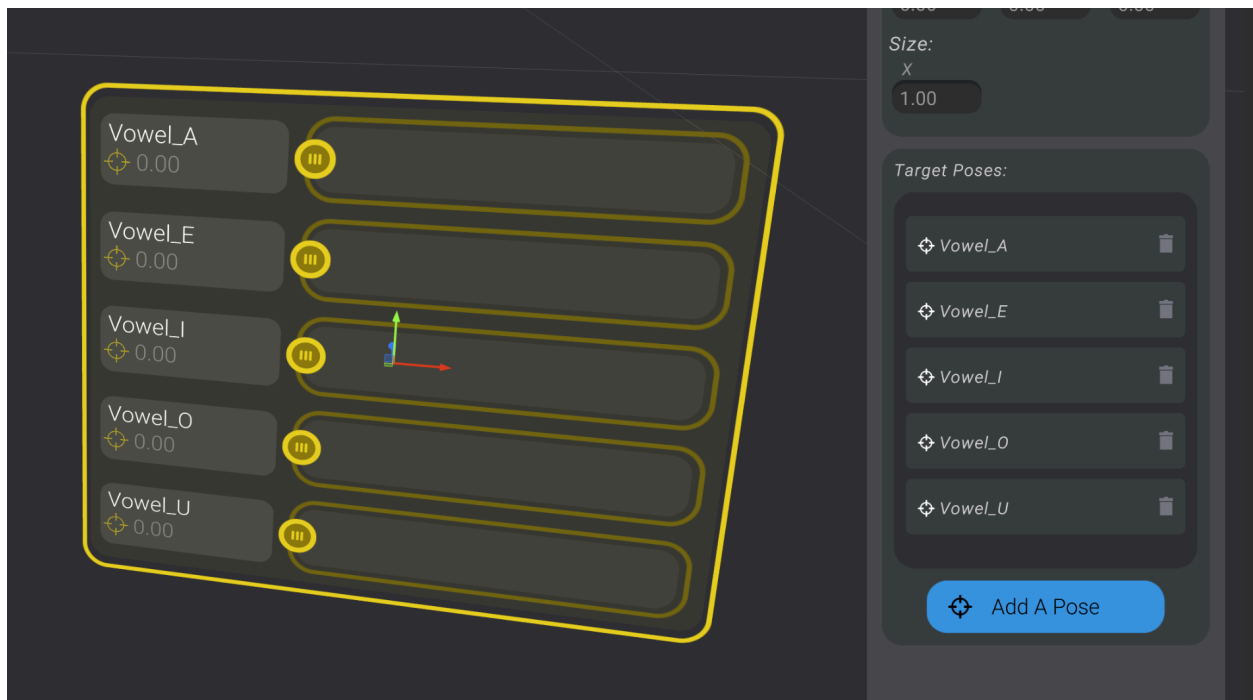 Vowel_A
0.00
Vowel_E
0.00
Vowel_I
0.00
Vowel_O
0.00
Vowel_U
0.00
Size:
X
1.00
Target Poses:
Vowel_A
Vowel_E
Vowel_I
Vowel_O
Vowel_U
Add A Pose